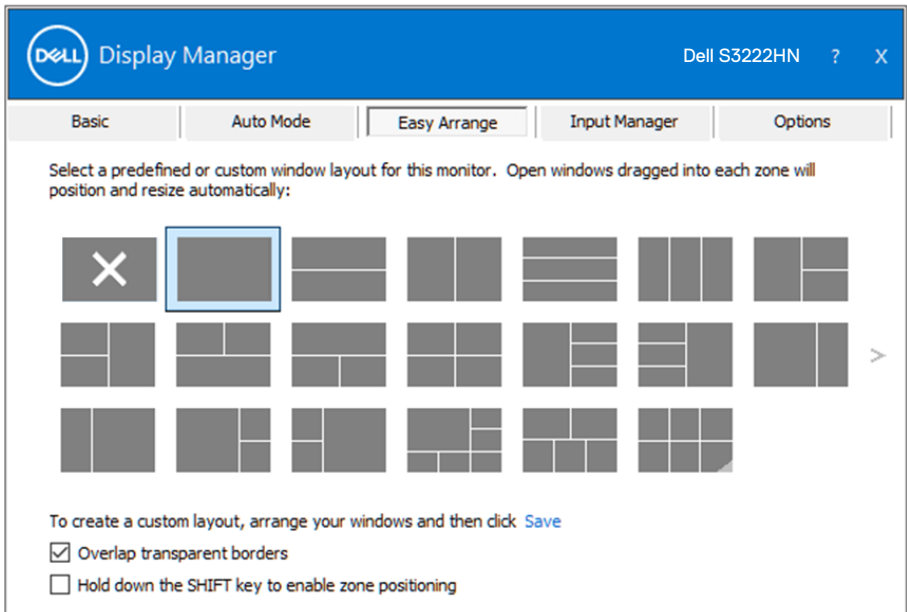 DELL Display Manager Dell S3222HN ? X
Basic Auto Mode Easy Arrange Input Manager Options
Select a predefined or custom window layout for this monitor. Open windows dragged into each zone will
position and resize automatically:
>
To create a custom layout, arrange your windows and then click Save
Overlap transparent borders
Hold down the SHIFT key to enable zone positioning